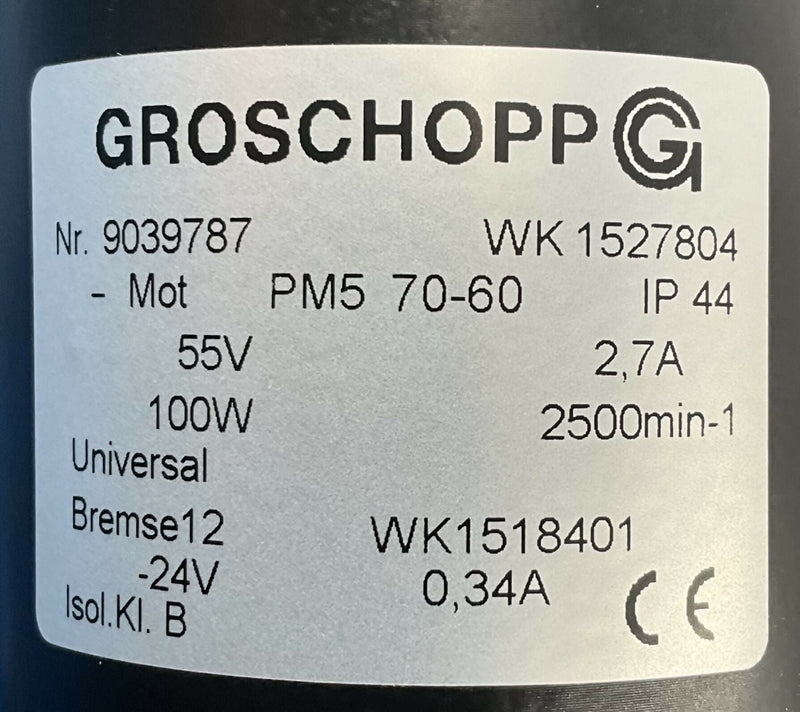 GROSCHOPP G
Nr. 9039787 WK 1527804
- Mot PM5 70-60 IP 44
55V 2,7A
100W 2500min-1
Universal
Bremse12 WK1518401
-24V 0,34A
Isol.Kl. B CE